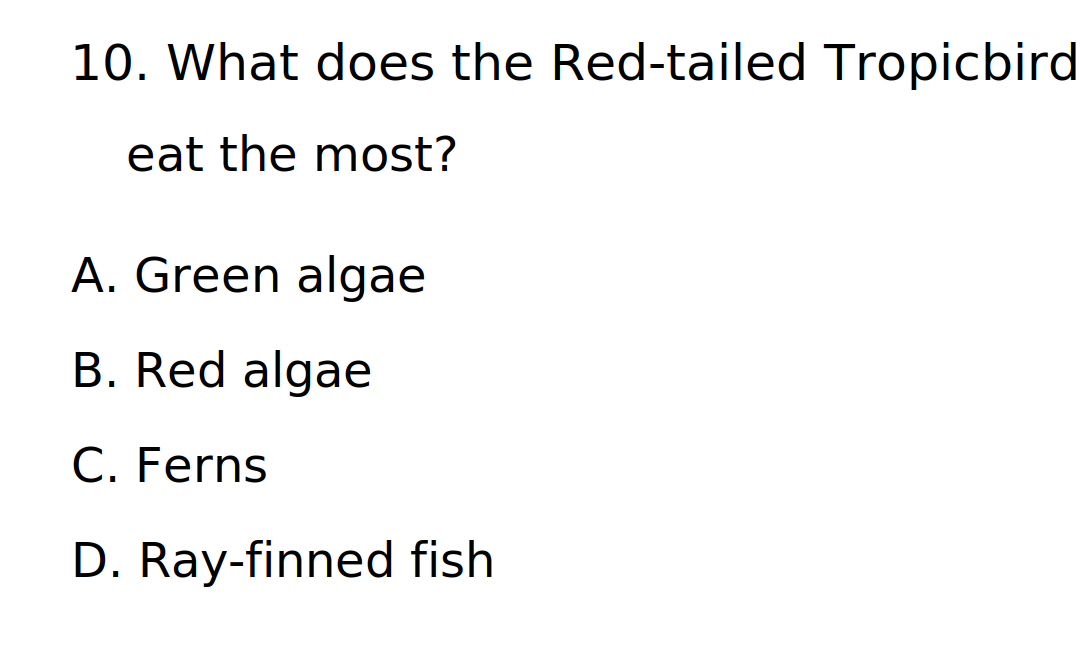 10. What does the Red-tailed Tropicbird
eat the most?
A. Green algae
B. Red algae
C. Ferns
D. Ray-finned fish